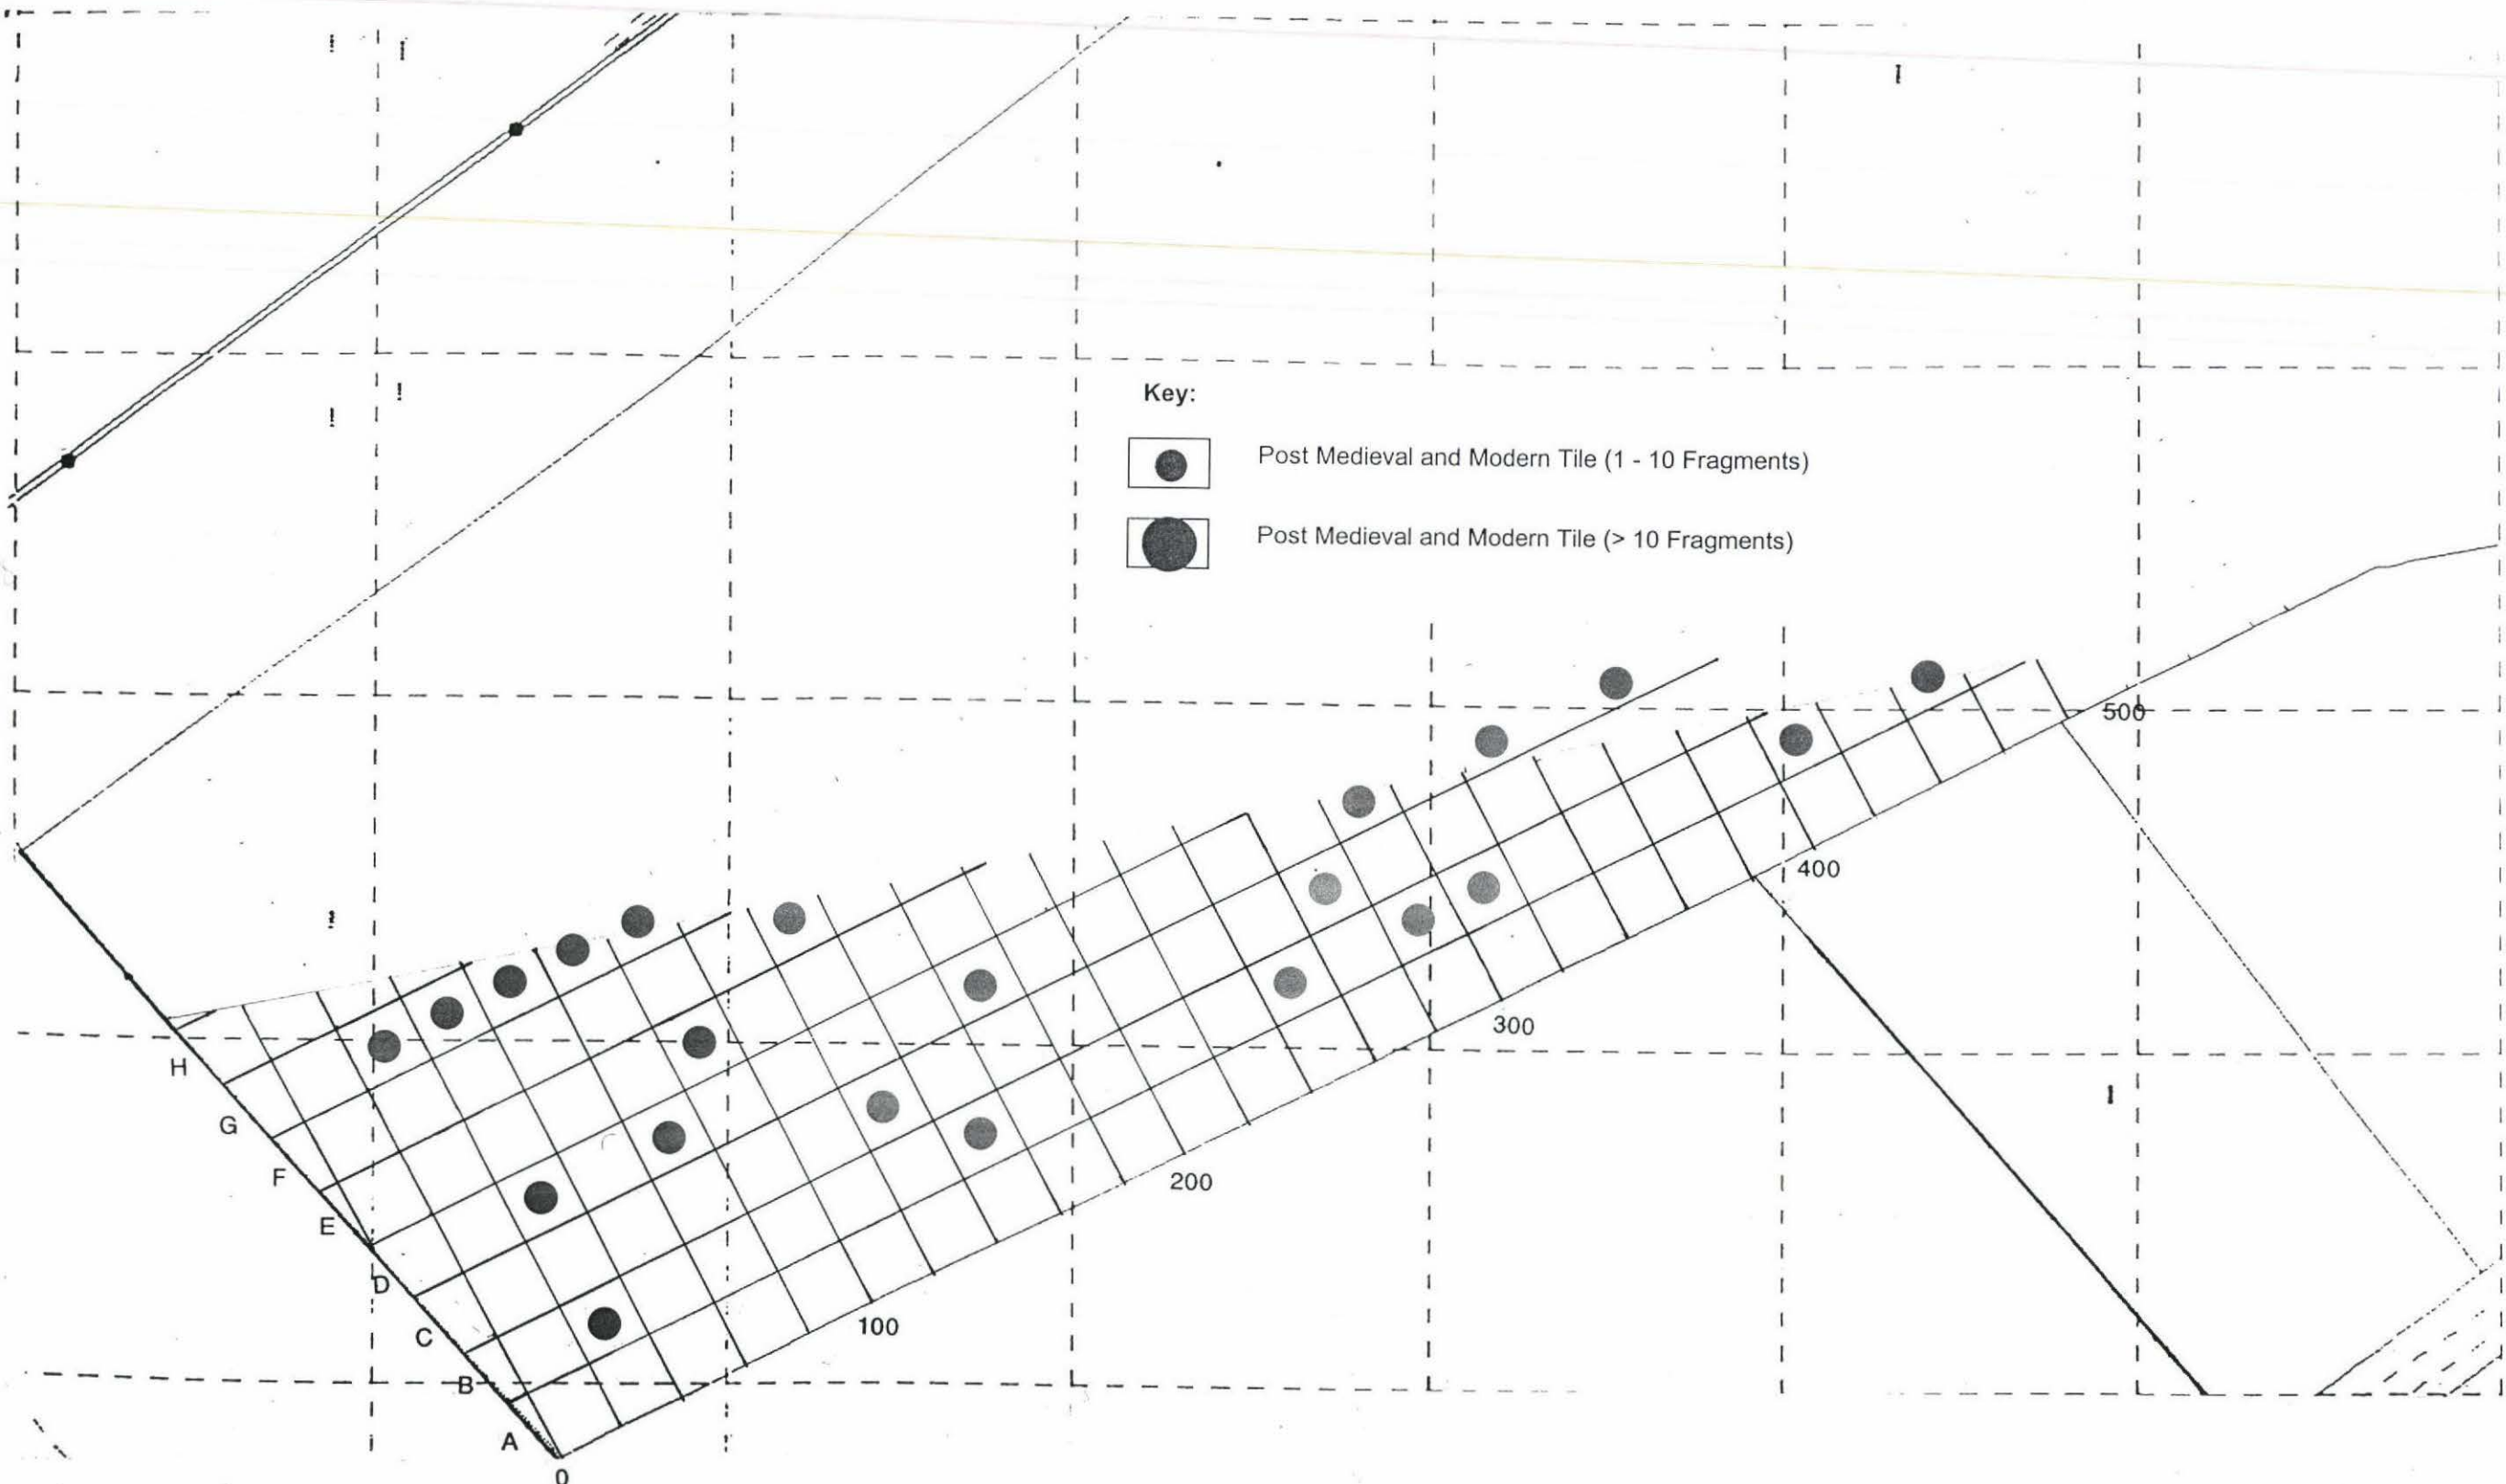 Key:
Post Medieval and Modern Tile (1 - 10 Fragments)
Post Medieval and Modern Tile (> 10 Fragments)
500
400
300
200
100
0
H
G
F
E
D
C
B
A